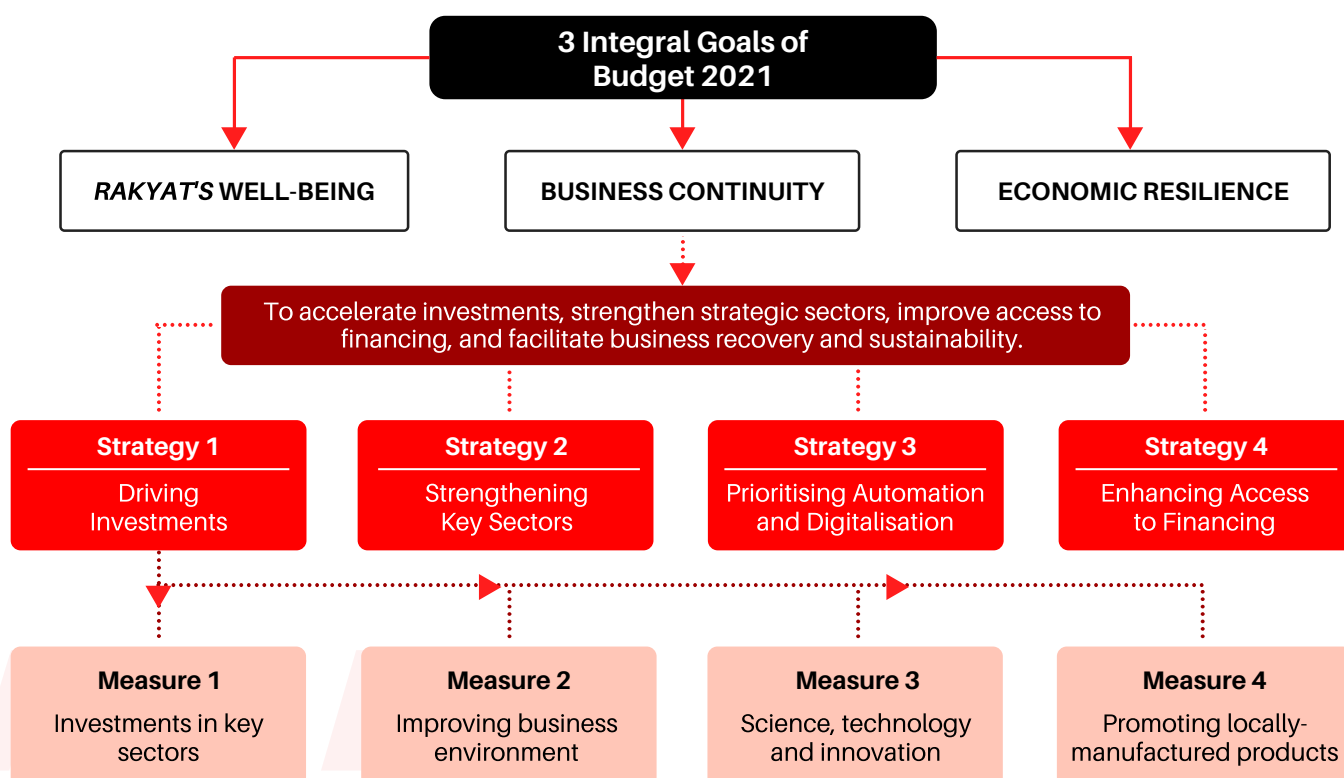 3 Integral Goals of
Budget 2021
RAKYAT'S WELL-BEING
BUSINESS CONTINUITY
ECONOMIC RESILIENCE
To accelerate investments, strengthen strategic sectors, improve access to
financing, and facilitate business recovery and sustainability.
Strategy 1
Driving
Investments
Strategy 2
Strengthening
Key Sectors
Strategy 3
Prioritising Automation
and Digitalisation
Strategy 4
Enhancing Access
to Financing
Measure 1
Investments in key
sectors
Measure 2
Improving business
environment
Measure 3
Science, technology
and innovation
Measure 4
Promoting locally-
manufactured products